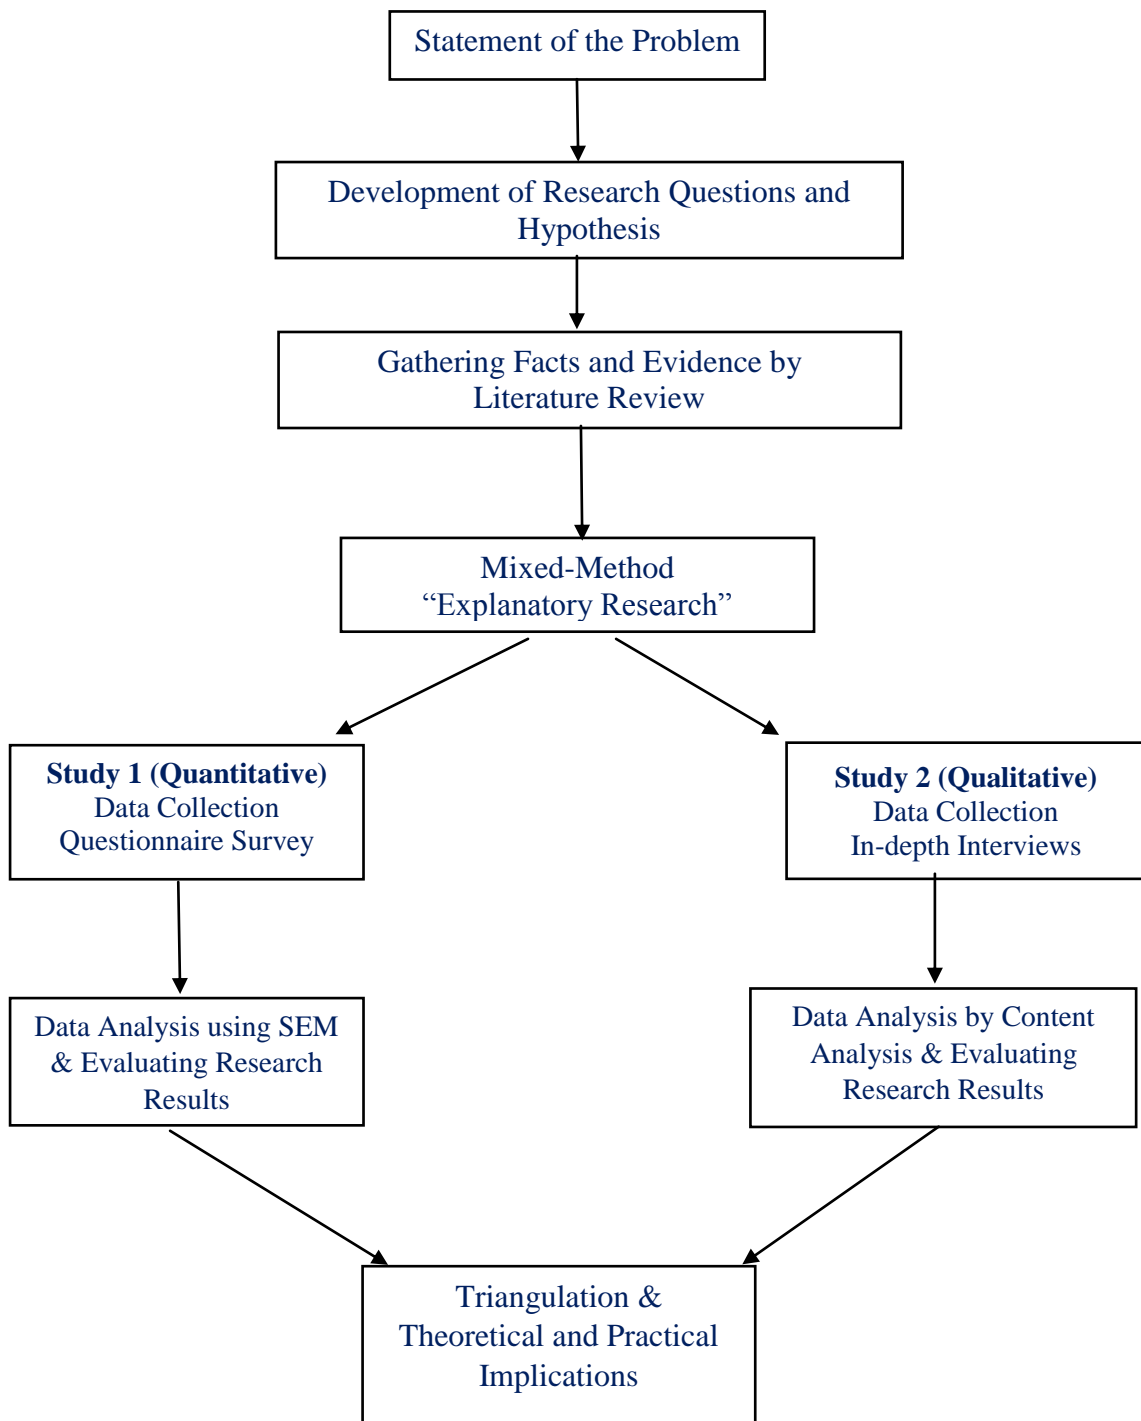 Statement of the Problem
Development of Research Questions and
Hypothesis
Gathering Facts and Evidence by
Literature Review
Mixed-Method
“Explanatory Research”
Study 1 (Quantitative)
Data Collection
Questionnaire Survey
Study 2 (Qualitative)
Data Collection
In-depth Interviews
Data Analysis using SEM
& Evaluating Research
Results
Data Analysis by Content
Analysis & Evaluating
Research Results
Triangulation &
Theoretical and Practical
Implications